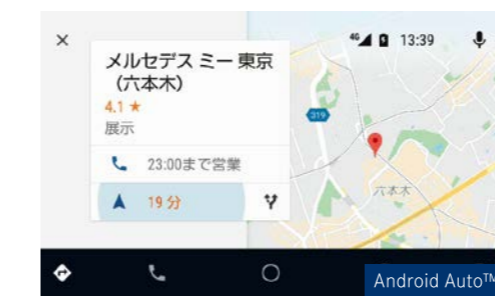 4G 13:39
メルセデス ミー 東京
（六本木）
4.1 ★
展示
23:00まで営業
19 分
319
六本木
Android Auto™